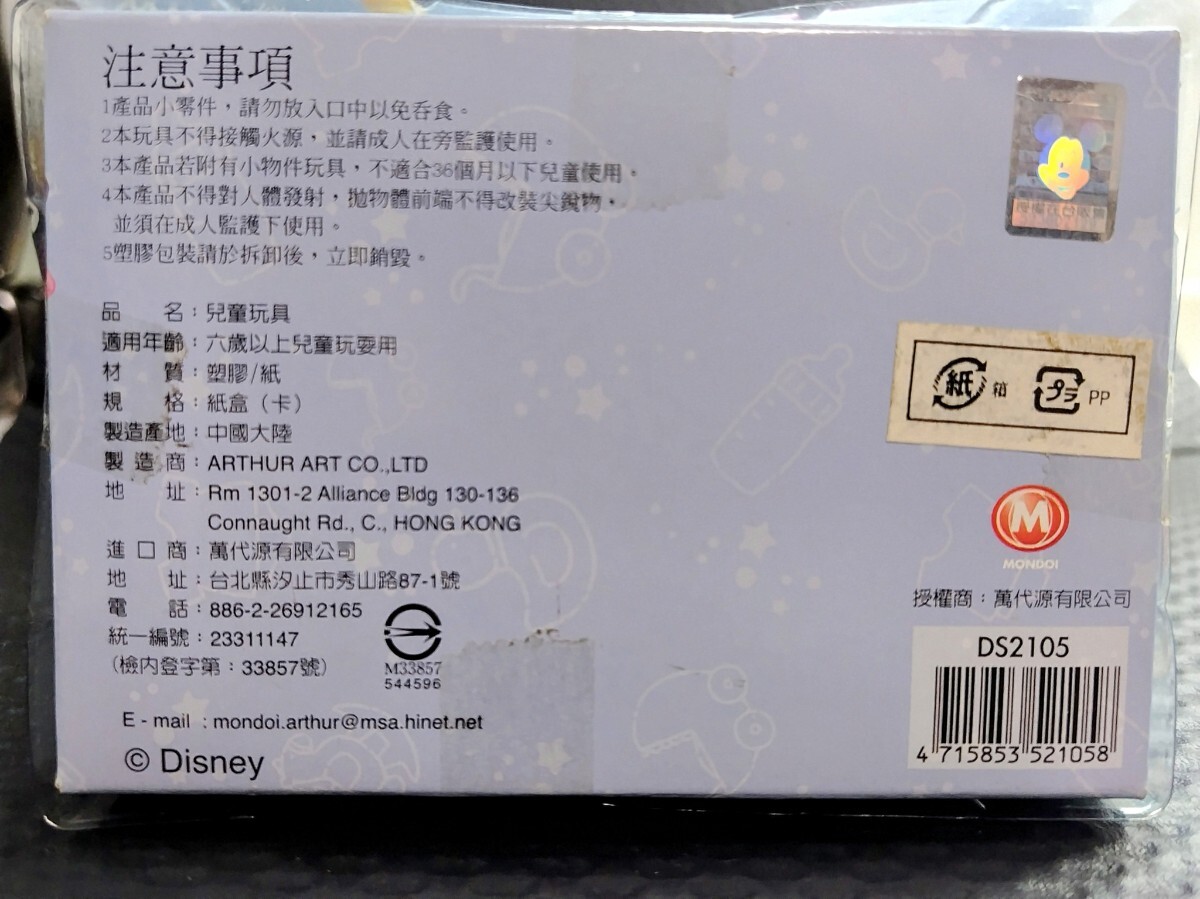 注意事項
1產品小零件，請勿放入口中以免吞食。
2本玩具不得接觸火源，並請成人在旁監護使用。
3本產品若附有小物件玩具，不適合36個月以下兒童使用。
4本產品不得對人體發射，拋物體前端不得改裝尖銳物，
並須在成人監護下使用。
5塑膠包裝請於拆卸後，立即銷毀。
品　　名：兒童玩具
適用年齡：六歲以上兒童玩耍用
材　　質：塑膠/紙
規　　格：紙盒（卡）
製造產地：中國大陸
製 造 商：ARTHUR ART CO.,LTD
地　　址：Rm 1301-2 Alliance Bldg 130-136
Connaught Rd., C., HONG KONG
進 口 商：萬代源有限公司
地　　址：台北縣汐止市秀山路87-1號
電　　話：886-2-26912165
統一編號：23311147
(檢內登字第：33857號)
M33857
544596
E - mail : mondoi.arthur@msa.hinet.net
© Disney
紙 箱 プラ PP
M
MONDOI
授權商：萬代源有限公司
DS2105
4 715853 521058